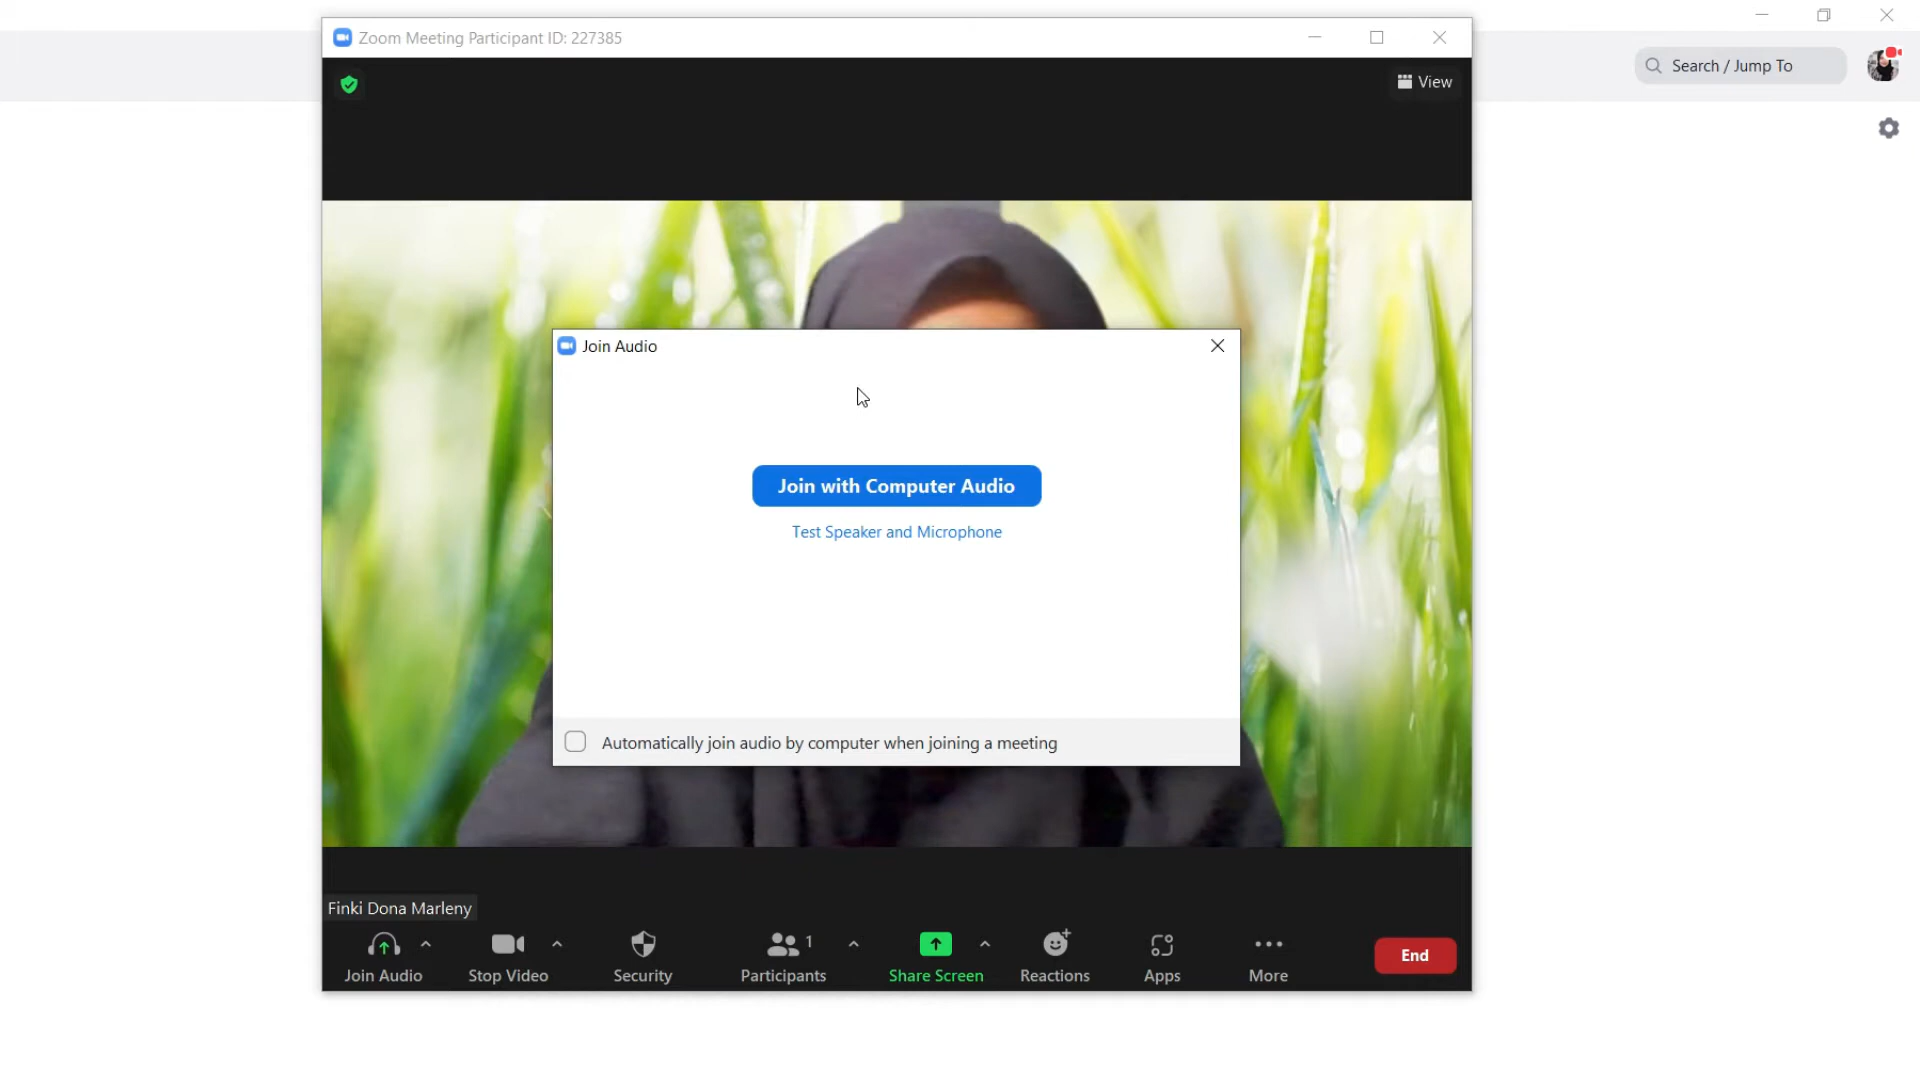 Zoom Meeting Participant ID: 227385
Search / Jump To
View
Join Audio
Join with Computer Audio
Test Speaker and Microphone
Automatically join audio by computer when joining a meeting
Finki Dona Marleny
Join Audio
Stop Video
Security
1
Participants
Share Screen
Reactions
Apps
More
End